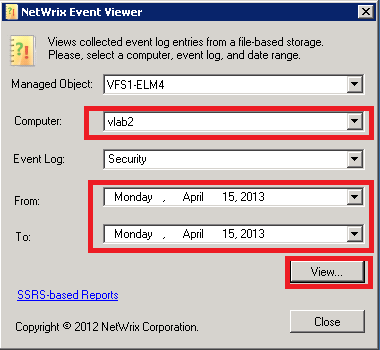 NetWrix Event Viewer
Views collected event log entries from a file-based storage.
Please, select a computer, event log, and date range.
Managed Object: VFS1-ELM4
Computer: vlab2
Event Log: Security
From: Monday , April 15, 2013
To: Monday , April 15, 2013
View...
SSRS-based Reports
Copyright © 2012 NetWrix Corporation.
Close